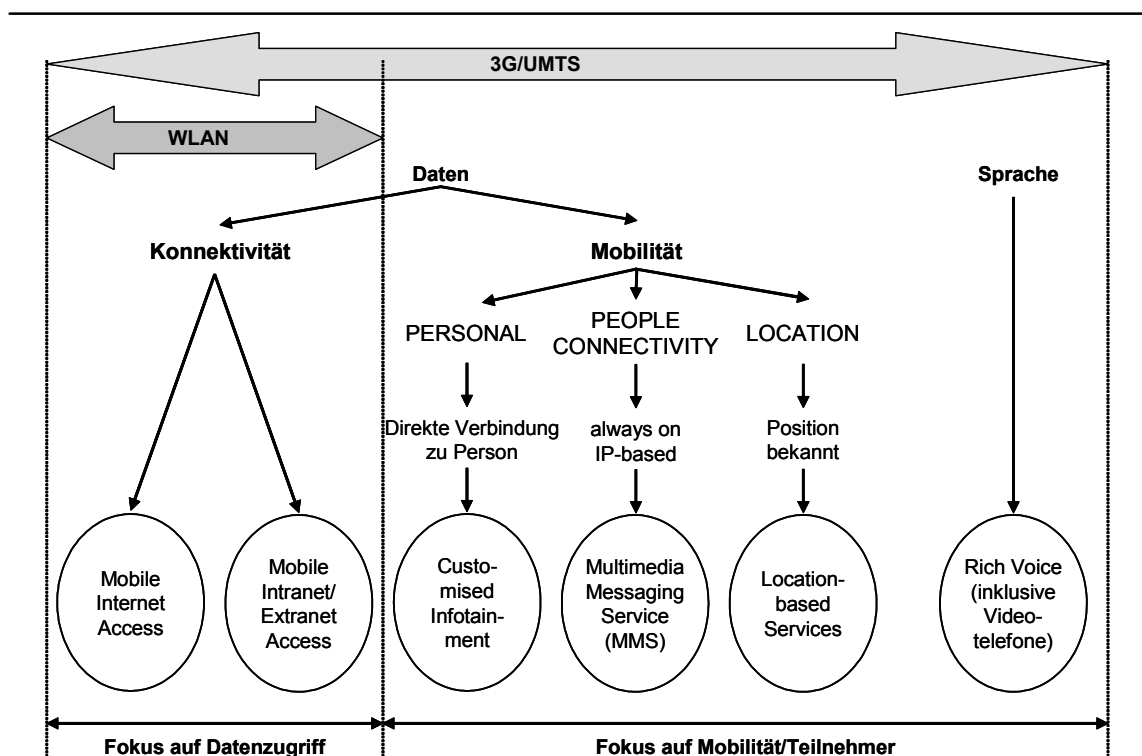 3G/UMTS
WLAN
Daten
Sprache
Konnektivität
Mobilität
PERSONAL
PEOPLE
CONNECTIVITY
LOCATION
Direkte Verbindung
zu Person
always on
IP-based
Position
bekannt
Mobile
Internet
Access
Mobile
Intranet/
Extranet
Access
Custo-
mised
Infotain-
ment
Multimedia
Messaging
Service
(MMS)
Location-
based
Services
Rich Voice
(inklusive
Video-
telefone)
Fokus auf Datenzugriff
Fokus auf Mobilität/Teilnehmer